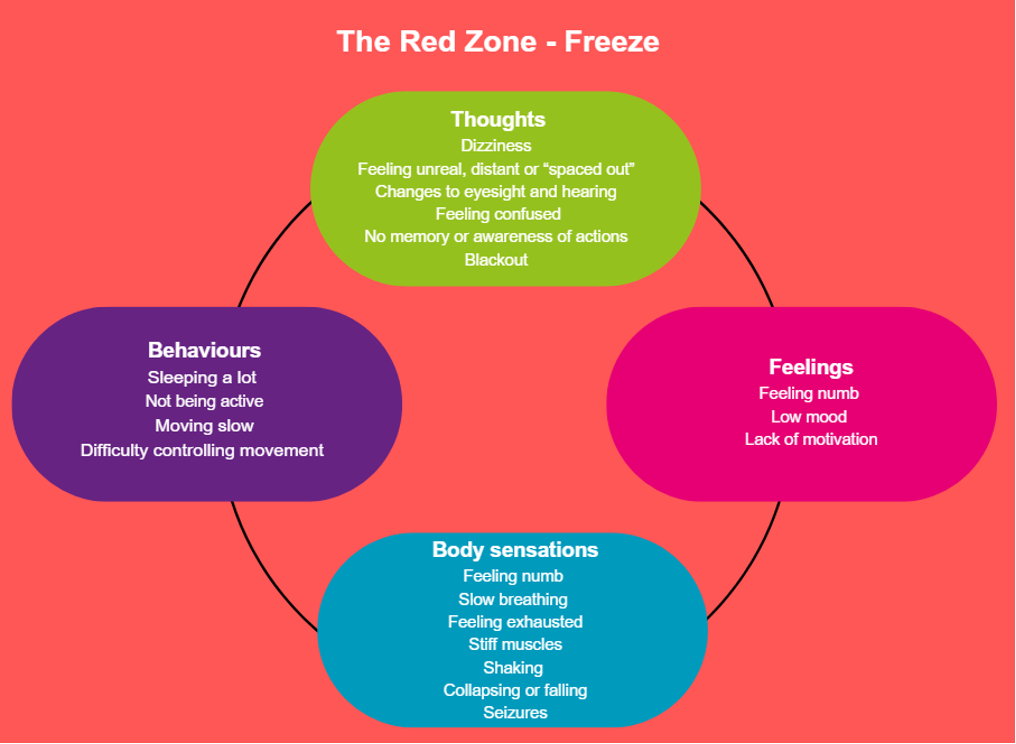 The Red Zone - Freeze
Thoughts
Dizziness
Feeling unreal, distant or “spaced out”
Changes to eyesight and hearing
Feeling confused
No memory or awareness of actions
Blackout
Behaviours
Sleeping a lot
Not being active
Moving slow
Difficulty controlling movement
Feelings
Feeling numb
Low mood
Lack of motivation
Body sensations
Feeling numb
Slow breathing
Feeling exhausted
Stiff muscles
Shaking
Collapsing or falling
Seizures